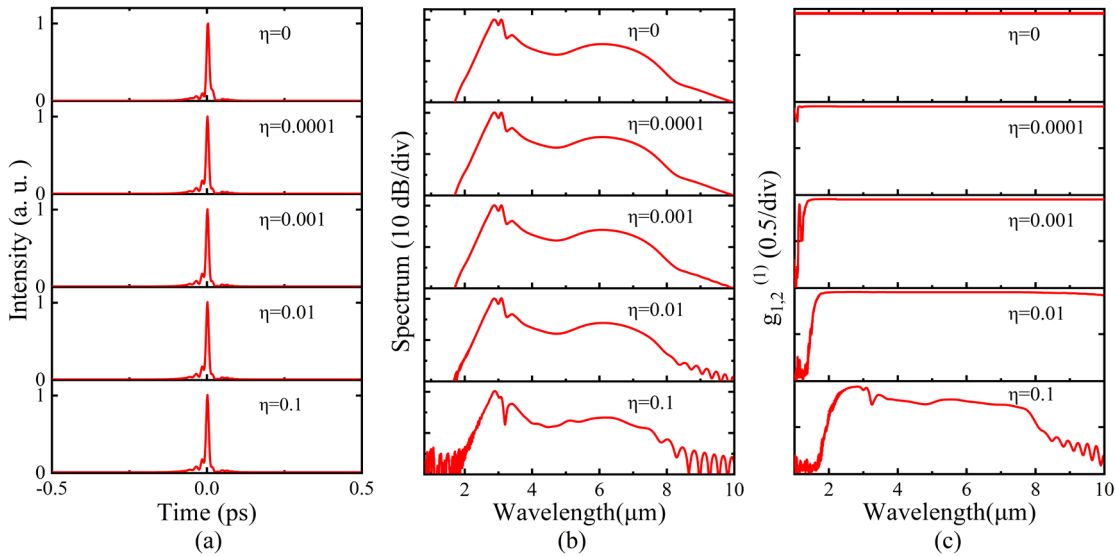 Intensity (a. u. )
1
η=0
0
1
η=0.0001
0
1
η=0.001
0
1
η=0.01
0
1
η=0.1
0
-0.5 0.0 0.5
Time (ps)
(a)
Spectrum (10 dB/div)
η=0
η=0.0001
η=0.001
η=0.01
η=0.1
2 4 6 8 10
Wavelength(μm)
(b)
g1,2(1) (0.5/div)
η=0
η=0.0001
η=0.001
η=0.01
η=0.1
2 4 6 8 10
Wavelength(μm)
(c)